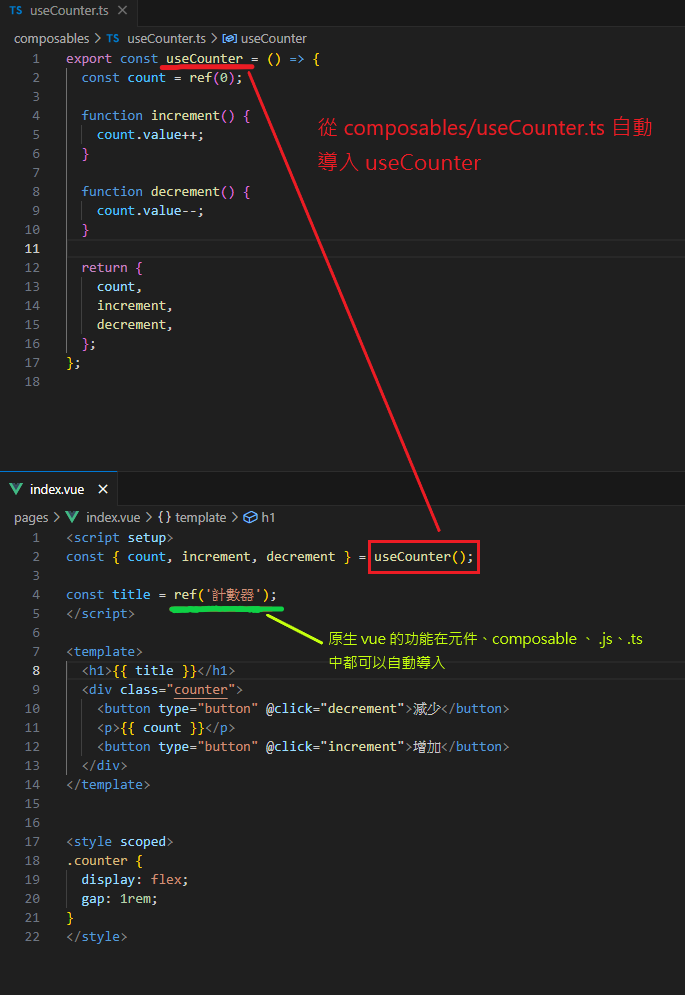 TS useCounter.ts ×
composables > TS useCounter.ts > useCounter
1 export const useCounter = () => {
2 const count = ref(0);
3
4 function increment() {
5 count.value++;
6 }
7
8 function decrement() {
9 count.value--;
10 }
11
12 return {
13 count,
14 increment,
15 decrement,
16 };
17 };
18
從 composables/useCounter.ts 自動
導入 useCounter
index.vue ×
pages > index.vue > {} template > h1
1 <script setup>
2 const { count, increment, decrement } = useCounter();
3
4 const title = ref('計數器');
5 </script>
6
原生 vue 的功能在元件、composable 、 .js、.ts
中都可以自動導入
7 <template>
8 <h1>{{ title }}</h1>
9 <div class="counter">
10 <button type="button" @click="decrement">減少</button>
11 <p>{{ count }}</p>
12 <button type="button" @click="increment">增加</button>
13 </div>
14 </template>
15
16
17 <style scoped>
18 .counter {
19 display: flex;
20 gap: 1rem;
21 }
22 </style>